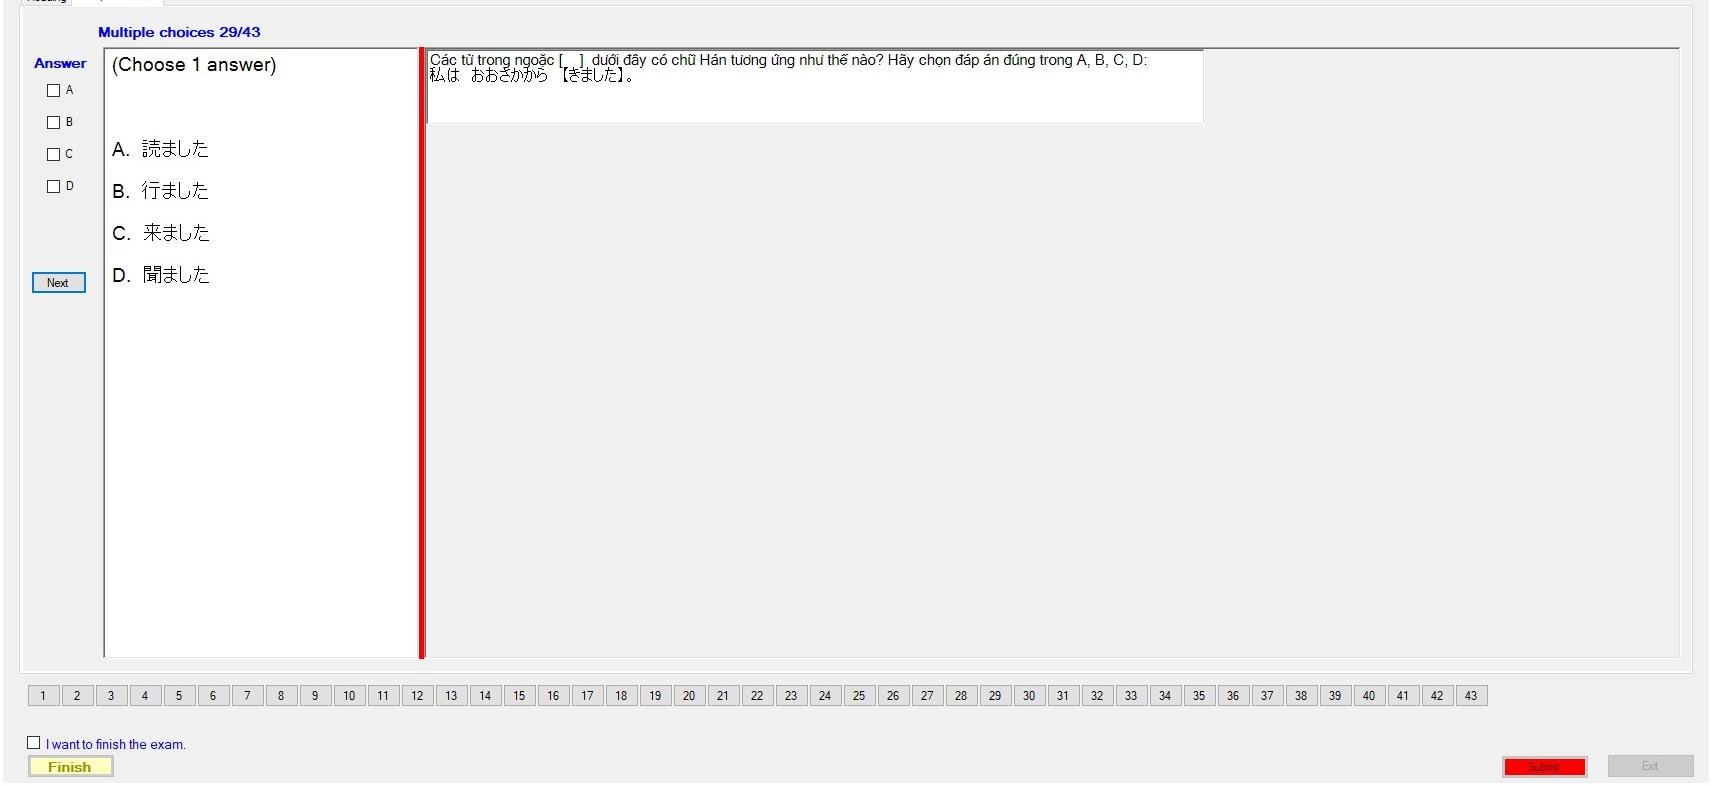 Multiple choices 29/43
Answer
A
B
C
D
Next
(Choose 1 answer)
A. 読ました
B. 行ました
C. 来ました
D. 聞ました
Các từ trong ngoặc [ ] dưới đây có chữ Hán tương ứng như thế nào? Hãy chọn đáp án đúng trong A, B, C, D:
私は おおさかから 【きました】。
1 2 3 4 5 6 7 8 9 10 11 12 13 14 15 16 17 18 19 20 21 22 23 24 25 26 27 28 29 30 31 32 33 34 35 36 37 38 39 40 41 42 43
I want to finish the exam.
Finish
Submit
Exit